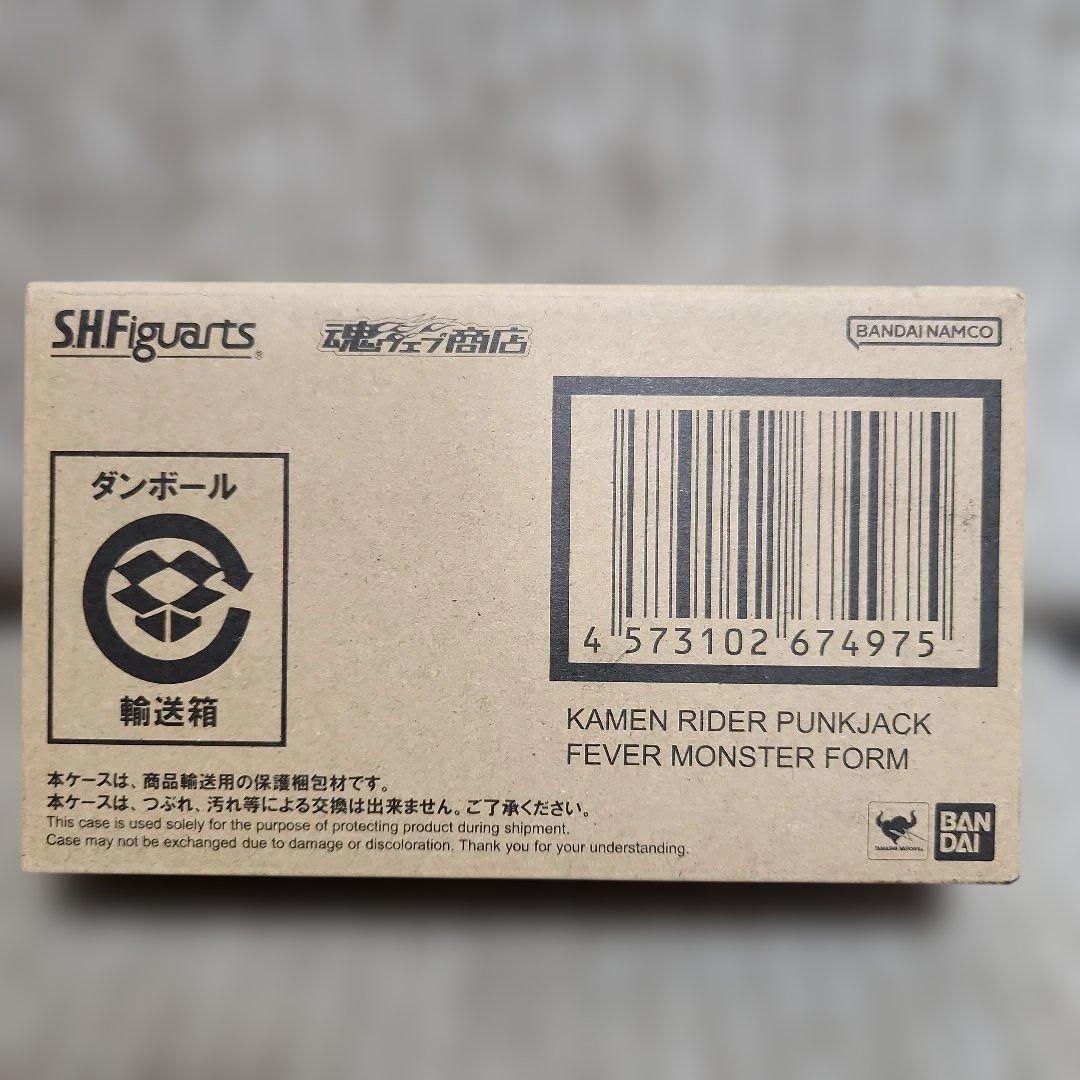 S.H.Figuarts®
魂ウェブ商店
BANDAI NAMCO
ダンボール
輸送箱
4 573102 674975
KAMEN RIDER PUNKJACK
FEVER MONSTER FORM
本ケースは、商品輸送用の保護梱包材です。
本ケースは、つぶれ、汚れ等による交換は出来ません。ご了承ください。
This case is used solely for the purpose of protecting product during shipment.
Case may not be exchanged due to damage or discoloration. Thank you for your understanding.
TAMASHII NATIONS
BAN
DAI